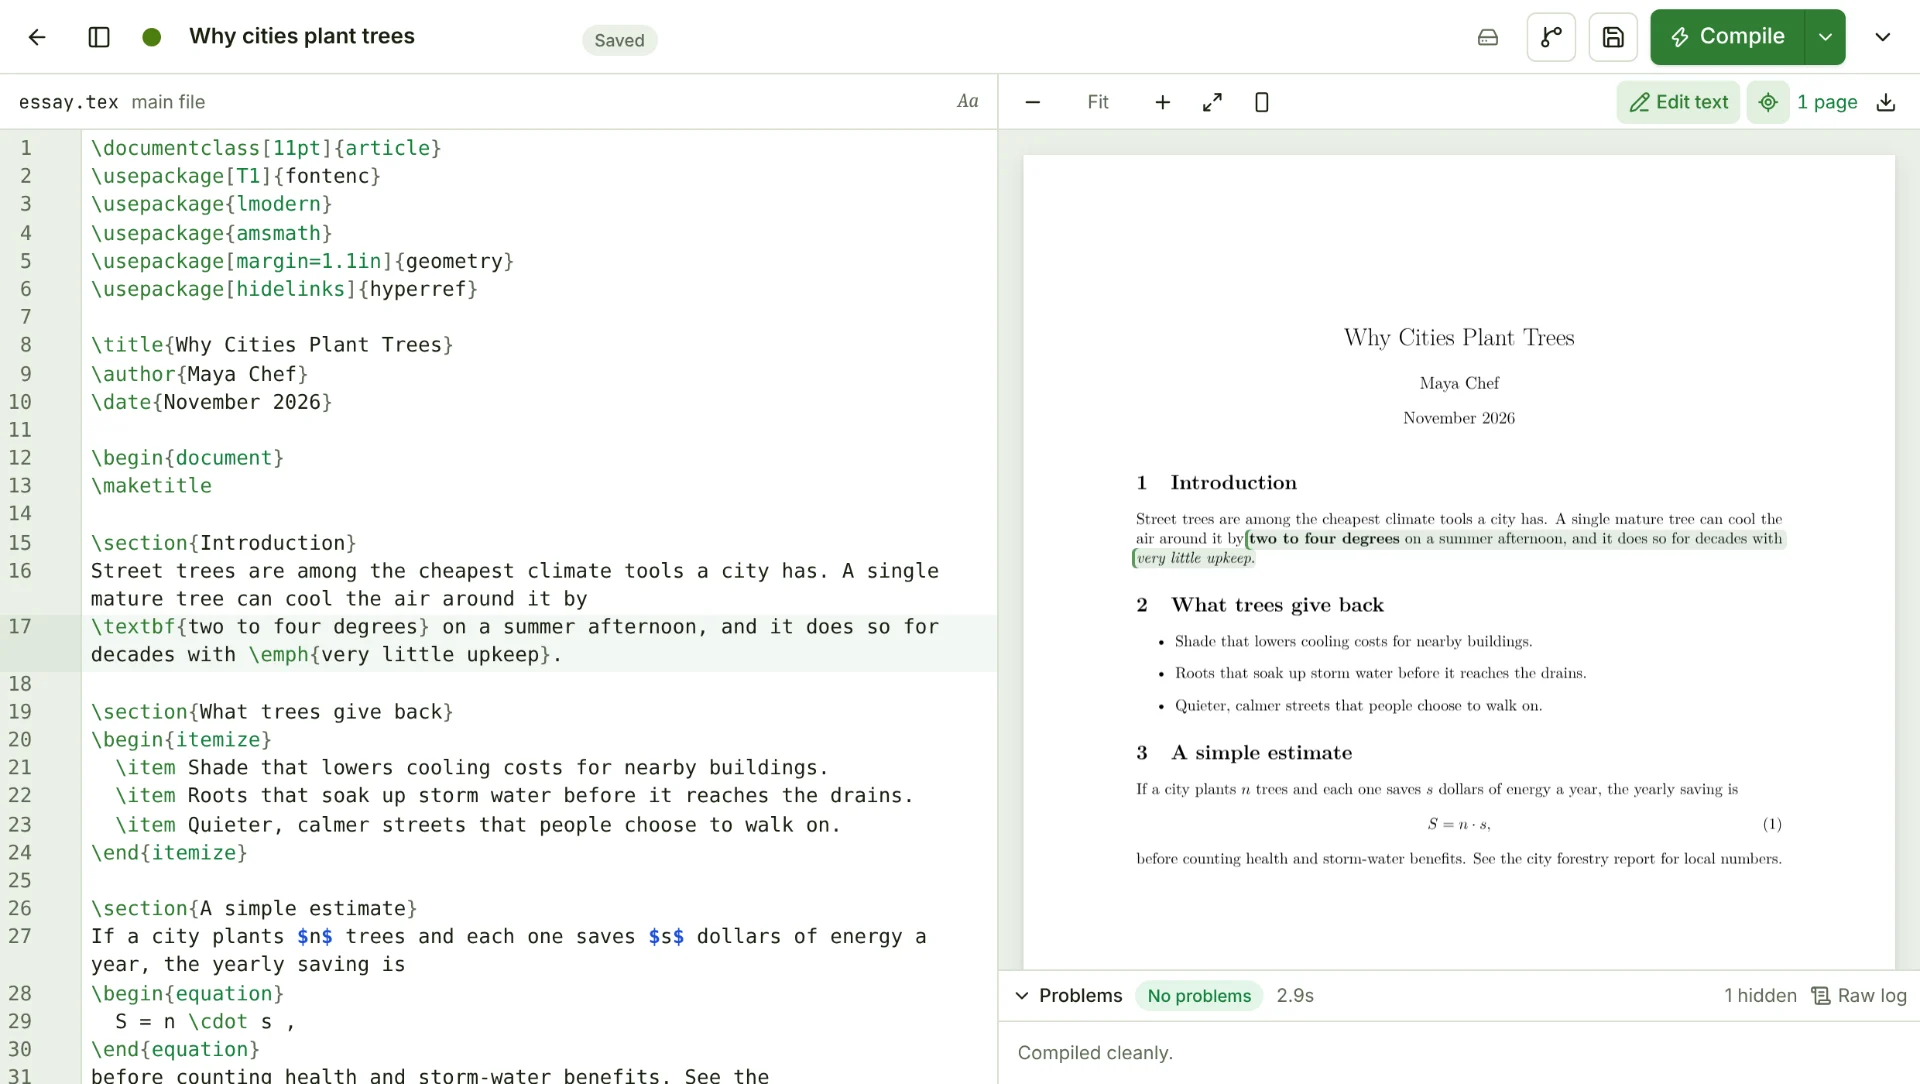 Why cities plant trees
Saved
Compile
essay.tex main file
Aa
Fit
Edit text
1 page
1 \documentclass[11pt]{article}
2 \usepackage[T1]{fontenc}
3 \usepackage{lmodern}
4 \usepackage{amsmath}
5 \usepackage[margin=1.1in]{geometry}
6 \usepackage[hidelinks]{hyperref}
7
8 \title{Why Cities Plant Trees}
9 \author{Maya Chef}
10 \date{November 2026}
11
12 \begin{document}
13 \maketitle
14
15 \section{Introduction}
16 Street trees are among the cheapest climate tools a city has. A single
mature tree can cool the air around it by
17 \textbf{two to four degrees} on a summer afternoon, and it does so for
decades with \emph{very little upkeep}.
18
19 \section{What trees give back}
20 \begin{itemize}
21 \item Shade that lowers cooling costs for nearby buildings.
22 \item Roots that soak up storm water before it reaches the drains.
23 \item Quieter, calmer streets that people choose to walk on.
24 \end{itemize}
25
26 \section{A simple estimate}
27 If a city plants $n$ trees and each one saves $s$ dollars of energy a
year, the yearly saving is
28 \begin{equation}
29 S = n \cdot s ,
30 \end{equation}
31 before counting health and storm-water benefits. See the
Why Cities Plant Trees
Maya Chef
November 2026
1 Introduction
Street trees are among the cheapest climate tools a city has. A single mature tree can cool the
air around it by two to four degrees on a summer afternoon, and it does so for decades with
very little upkeep.
2 What trees give back
• Shade that lowers cooling costs for nearby buildings.
• Roots that soak up storm water before it reaches the drains.
• Quieter, calmer streets that people choose to walk on.
3 A simple estimate
If a city plants n trees and each one saves s dollars of energy a year, the yearly saving is
S = n · s, (1)
before counting health and storm-water benefits. See the city forestry report for local numbers.
Problems No problems 2.9s
1 hidden Raw log
Compiled cleanly.